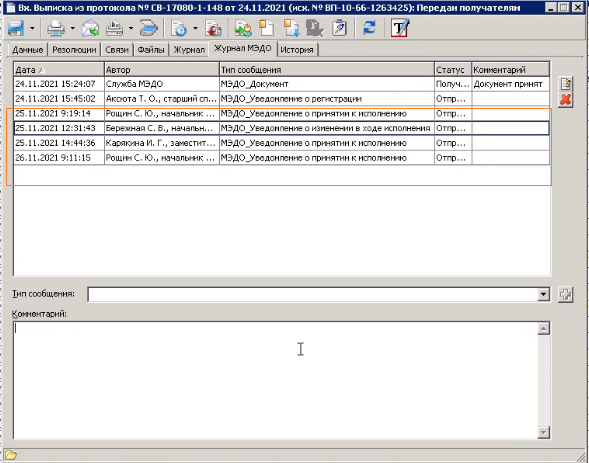 Вх. Выписка из протокола № СВ-17080-1-148 от 24.11.2021 (исх. № ВП-10-66-1263425): Передан получателям
Данные Резолюции Связи Файлы Журнал Журнал МЭДО История
Дата Автор Тип сообщения Статус Комментарий
24.11.2021 15:24:07 Служба МЭДО МЭДО_Документ Получ... Документ принят
24.11.2021 15:45:02 Аксюта Т. О., старший сп... МЭДО_Уведомление о регистрации Отпр...
25.11.2021 9:19:14 Рощин С. Ю., начальник ... МЭДО_Уведомление о принятии к исполнению Отпр...
25.11.2021 12:31:43 Бережная С. В., начальн... МЭДО_Уведомление о изменении в ходе исполнения Отпр...
25.11.2021 14:44:36 Карякина И. Г., заместит... МЭДО_Уведомление о принятии к исполнению Отпр...
26.11.2021 9:11:15 Рощин С. Ю., начальник ... МЭДО_Уведомление о принятии к исполнению Отпр...
Тип сообщения:
Комментарий: